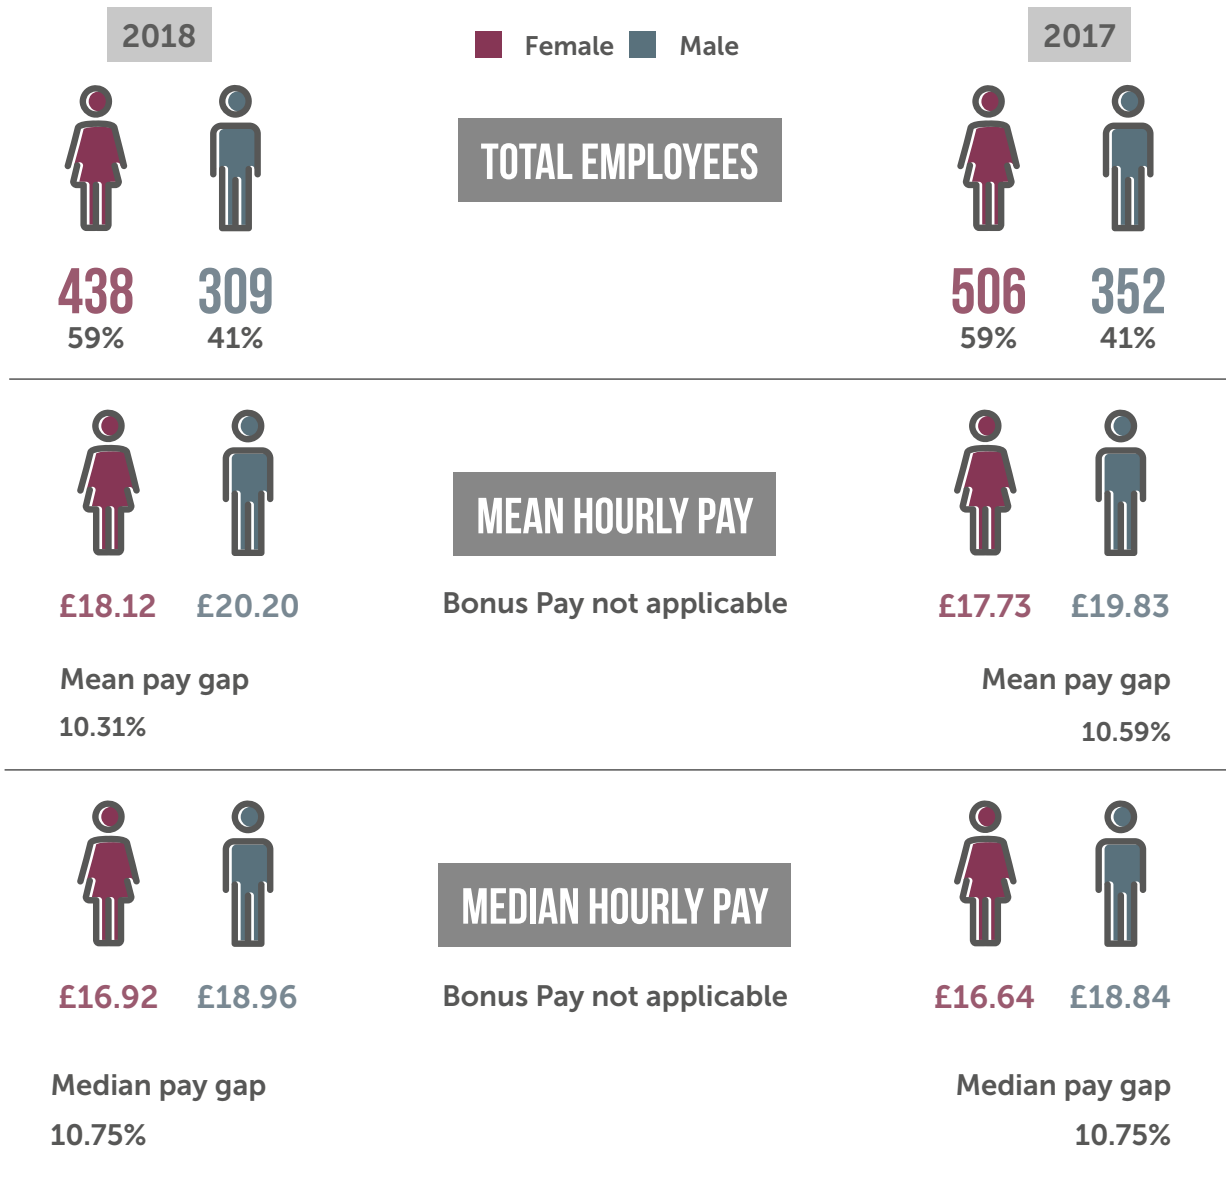 2018
Female
Male
2017
TOTAL EMPLOYEES
438
309
506
352
59%
41%
59%
41%
MEAN HOURLY PAY
£18.12
£20.20
Bonus Pay not applicable
£17.73
£19.83
Mean pay gap
Mean pay gap
10.31%
10.59%
MEDIAN HOURLY PAY
£16.92
£18.96
Bonus Pay not applicable
£16.64
£18.84
Median pay gap
Median pay gap
10.75%
10.75%